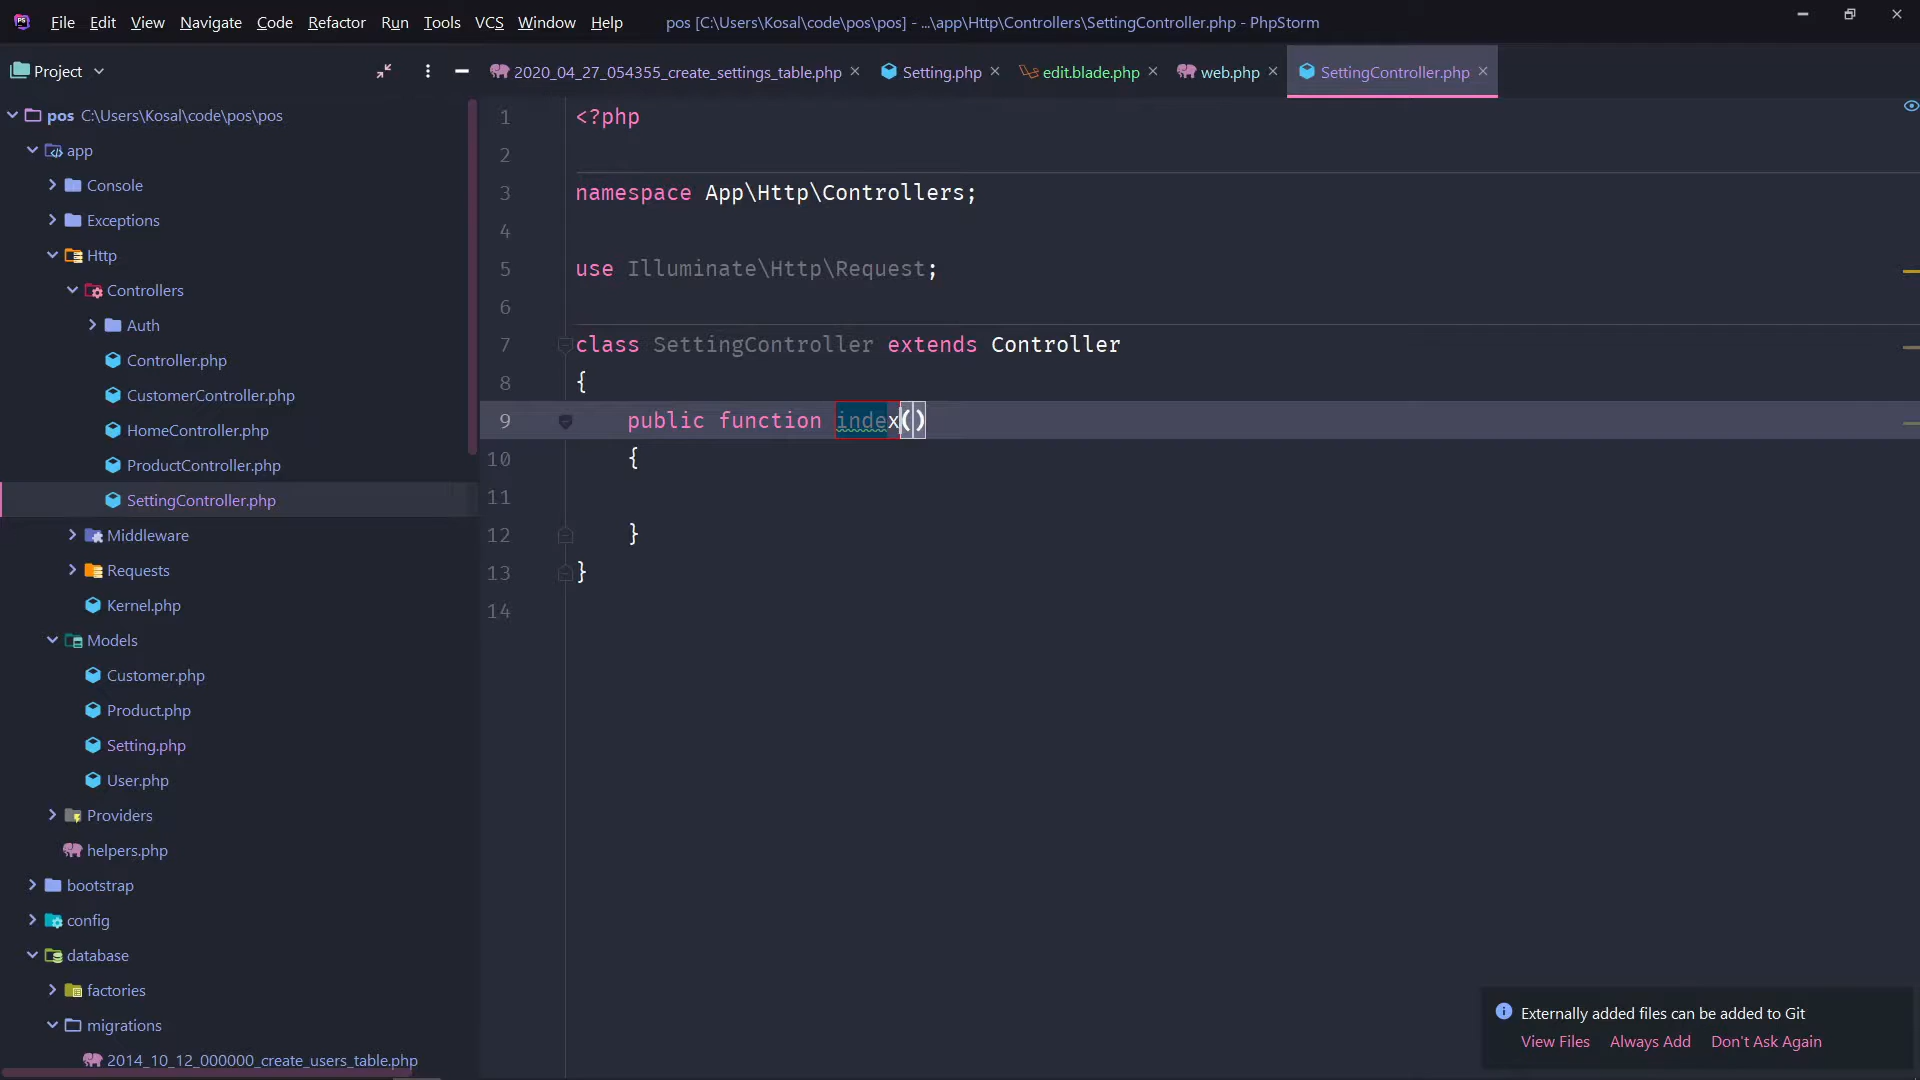 PS File Edit View Navigate Code Refactor Run Tools VCS Window Help pos [C:\Users\Kosal\code\pos\pos] - ...\app\Http\Controllers\SettingController.php - PhpStorm
Project
2020_04_27_054355_create_settings_table.php Setting.php edit.blade.php web.php SettingController.php
pos C:\Users\Kosal\code\pos\pos
app
Console
Exceptions
Http
Controllers
Auth
Controller.php
CustomerController.php
HomeController.php
ProductController.php
SettingController.php
Middleware
Requests
Kernel.php
Models
Customer.php
Product.php
Setting.php
User.php
Providers
helpers.php
bootstrap
config
database
factories
migrations
2014_10_12_000000_create_users_table.php
1 <?php
2
3 namespace App\Http\Controllers;
4
5 use Illuminate\Http\Request;
6
7 class SettingController extends Controller
8 {
9 public function index()
10 {
11
12 }
13 }
14
Externally added files can be added to Git
View Files Always Add Don't Ask Again